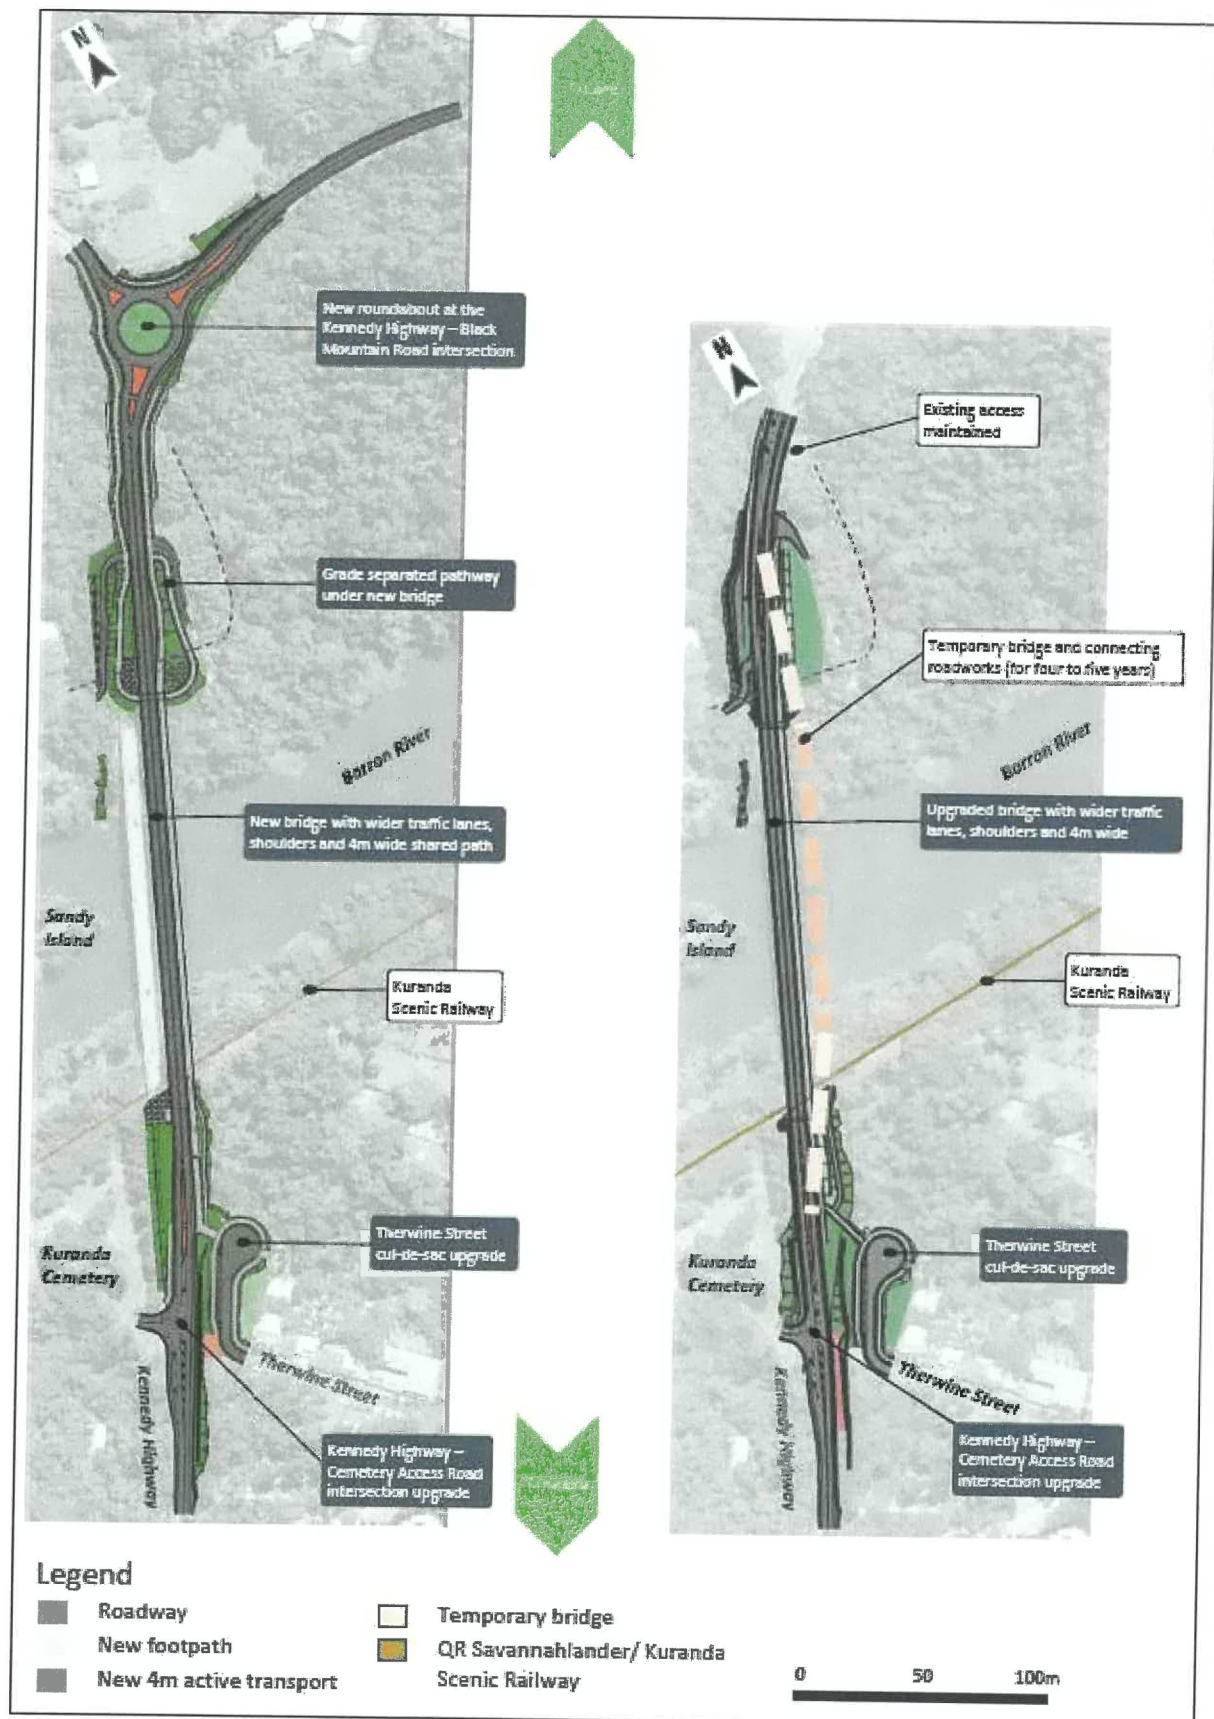 N
New roundabout at the
Kennedy Highway – Black
Mountain Road intersection
Grade separated pathway
under new bridge
Barron River
New bridge with wider traffic lanes,
shoulders and 4m wide shared path
Sandy
Island
Kuranda
Scenic Railway
Kuranda
Cemetery
Therwine Street
cul-de-sac upgrade
Therwine Street
Kennedy Highway
Kennedy Highway –
Cemetery Access Road
intersection upgrade
N
Existing access
maintained
Temporary bridge and connecting
roadworks (for four to five years)
Barron River
Upgraded bridge with wider traffic
lanes, shoulders and 4m wide
Sandy
Island
Kuranda
Scenic Railway
Kuranda
Cemetery
Therwine Street
cul-de-sac upgrade
Therwine Street
Kennedy Highway
Kennedy Highway –
Cemetery Access Road
intersection upgrade
Legend
Roadway
New footpath
New 4m active transport
Temporary bridge
QR Savannahlander/ Kuranda
Scenic Railway
0 50 100m